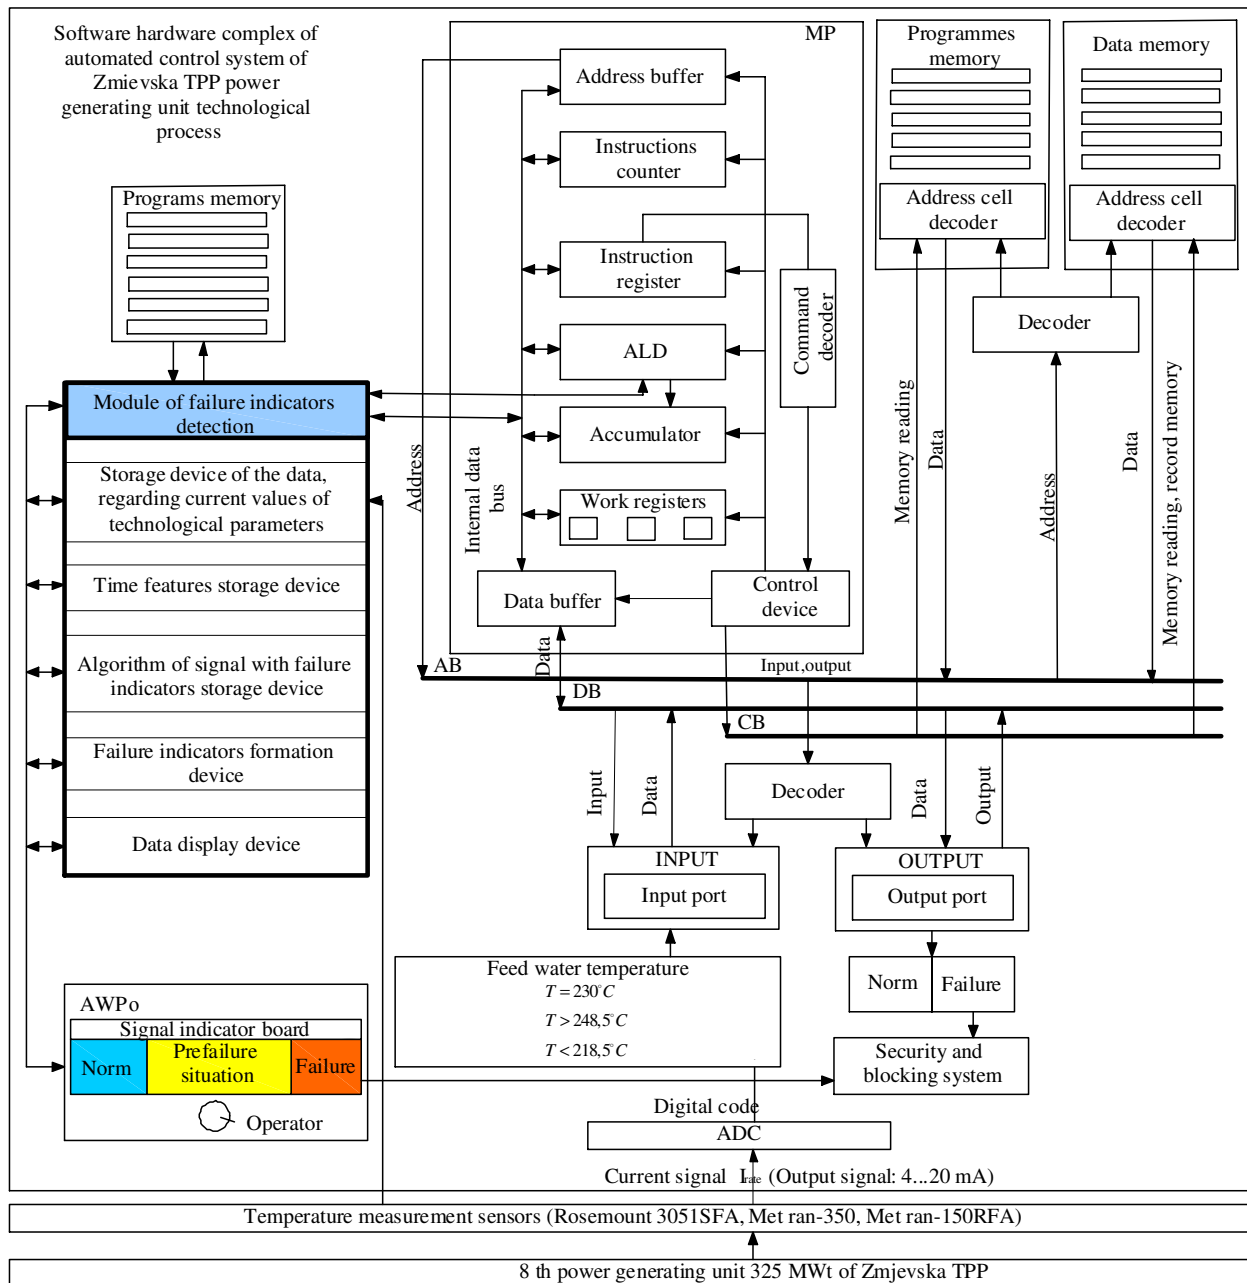 Software hardware complex of
automated control system of
Zmievska TPP power
generating unit technological
process
Programs memory
Module of failure indicators
detection
Storage device of the data,
regarding current values of
technological parameters
Time features storage device
Algorithm of signal with failure
indicators storage device
Failure indicators formation
device
Data display device
AWPo
Signal indicator board
Norm
Prefailure
situation
Failure
Operator
MP
Address buffer
Instructions
counter
Instruction
register
ALD
Accumulator
Work registers
Data buffer
Control
device
Command
decoder
Address
Internal data
bus
Data
Input,output
AB
DB
CB
Programmes
memory
Address cell
decoder
Data memory
Address cell
decoder
Decoder
Memory reading
Data
Address
Data
Memory reading, record memory
Input
Data
Decoder
Data
Output
INPUT
Input port
OUTPUT
Output port
Feed water temperature
T = 230°C
T > 248,5°C
T < 218,5°C
Norm
Failure
Security and
blocking system
Digital code
ADC
Current signal Irate (Output signal: 4...20 mA)
Temperature measurement sensors (Rosemount 3051SFA, Met ran-350, Met ran-150RFA)
8 th power generating unit 325 MWt of Zmjevska TPP